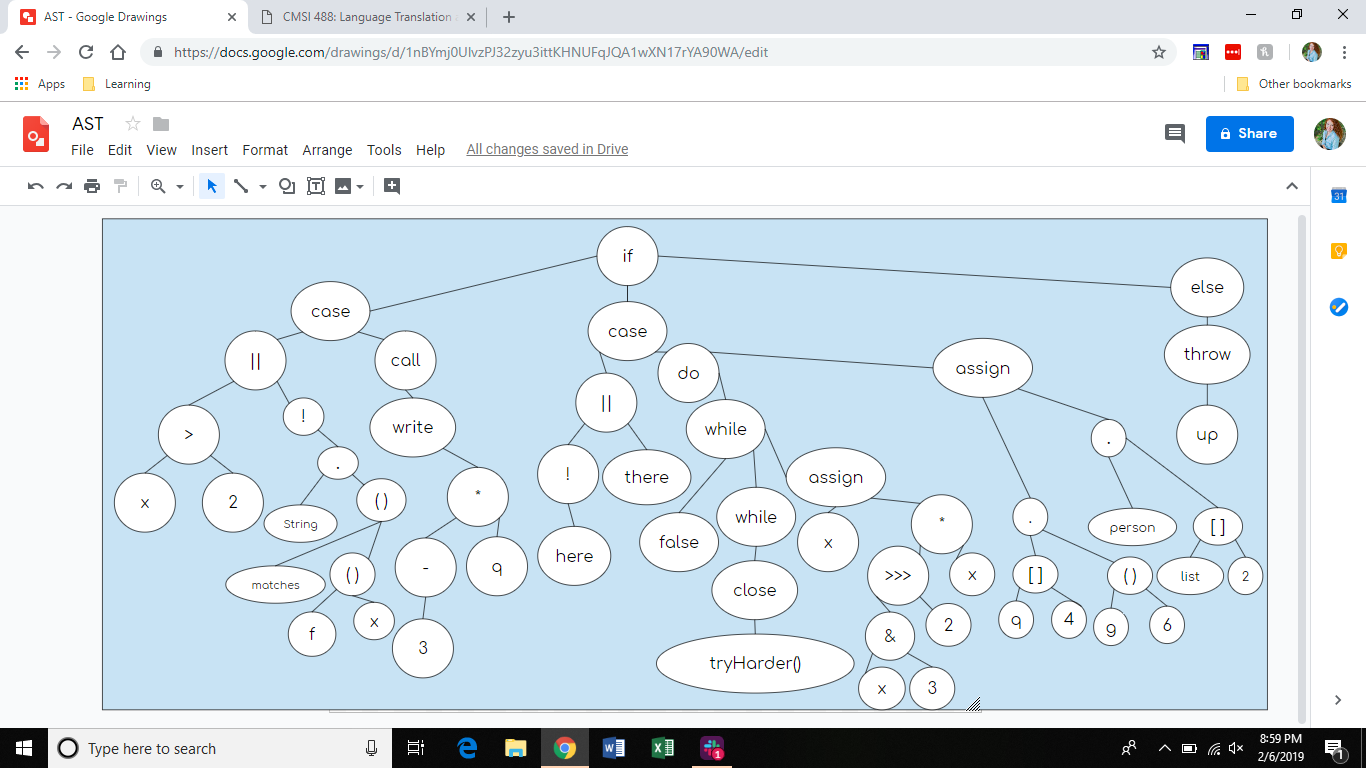 AST - Google Drawings
CMSI 488: Language Translation
https://docs.google.com/drawings/d/1nBYmj0UIvzPJ32zyu3ittKHNUFqJQA1wXN17rYA90WA/edit
Apps Learning Other bookmarks
AST
File Edit View Insert Format Arrange Tools Help All changes saved in Drive
Share
31
if
case
case
else
|| call
do
assign
throw
> !
write
||
while
.
up
x 2
.
String
()
*
!
there
false
while
assign
x
*
.
person
[]
matches
()
f
x
-
q
3
here
close
tryHarder()
>>>
x
&
2
x 3
[]
q 4
()
g 6
list 2
Type here to search
1
8:59 PM
2/6/2019
1